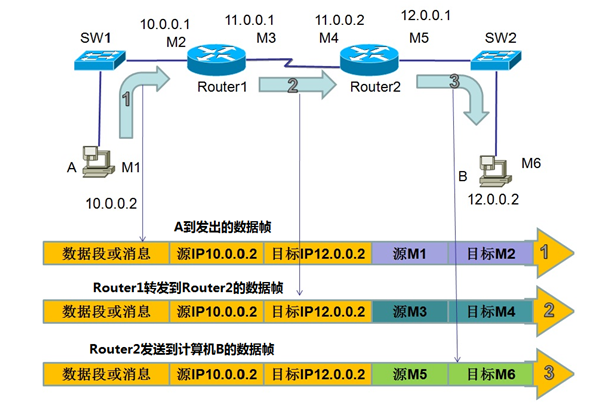 10.0.0.1 11.0.0.1 11.0.0.2 12.0.0.1
SW1 M2 M3 M4 M5 SW2
Router1 Router2
1 2 3
A M1 B M6
10.0.0.2 12.0.0.2
A到发出的数据帧
数据段或消息 源IP10.0.0.2 目标IP12.0.0.2 源M1 目标M2 1
Router1转发到Router2的数据帧
数据段或消息 源IP10.0.0.2 目标IP12.0.0.2 源M3 目标M4 2
Router2发送到计算机B的数据帧
数据段或消息 源IP10.0.0.2 目标IP12.0.0.2 源M5 目标M6 3